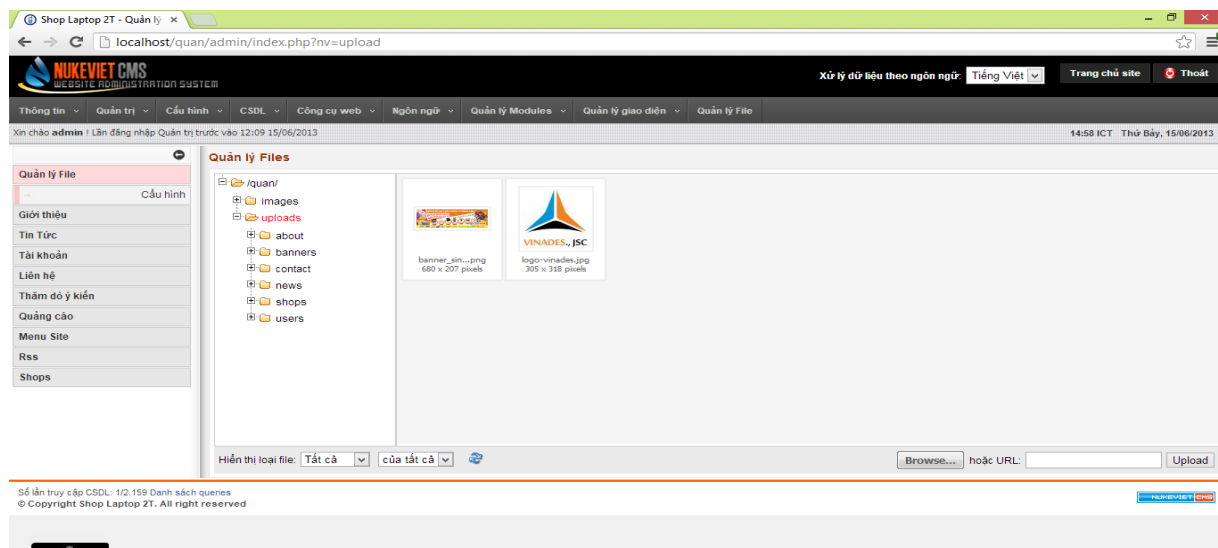 Shop Laptop 2T - Quản lý
localhost/quan/admin/index.php?nv=upload
NUKEVIET CMS
WEBSITE ADMINISTRATION SYSTEM
Xử lý dữ liệu theo ngôn ngữ: Tiếng Việt
Trang chủ site
Thoát
Thông tin Quản trị Cấu hình CSDL Công cụ web Ngôn ngữ Quản lý Modules Quản lý giao diện Quản lý File
Xin chào admin ! Lần đăng nhập Quản trị trước vào 12:09 15/06/2013
14:58 ICT Thứ Bảy, 15/06/2013
Quản lý File
Cấu hình
Giới thiệu
Tin Tức
Tài khoản
Liên hệ
Thăm dò ý kiến
Quảng cáo
Menu Site
Rss
Shops
Quản lý Files
/quan/
images
uploads
about
banners
contact
news
shops
users
banner_sin...png
680 x 207 pixels
VINADES., JSC
logo-vinades.jpg
305 x 318 pixels
Hiển thị loại file: Tất cả của tất cả
Browse... hoặc URL: Upload
Số lần truy cập CSDL: 1/2.159 Danh sách queries
© Copyright Shop Laptop 2T. All right reserved
NUKEVIET CMS